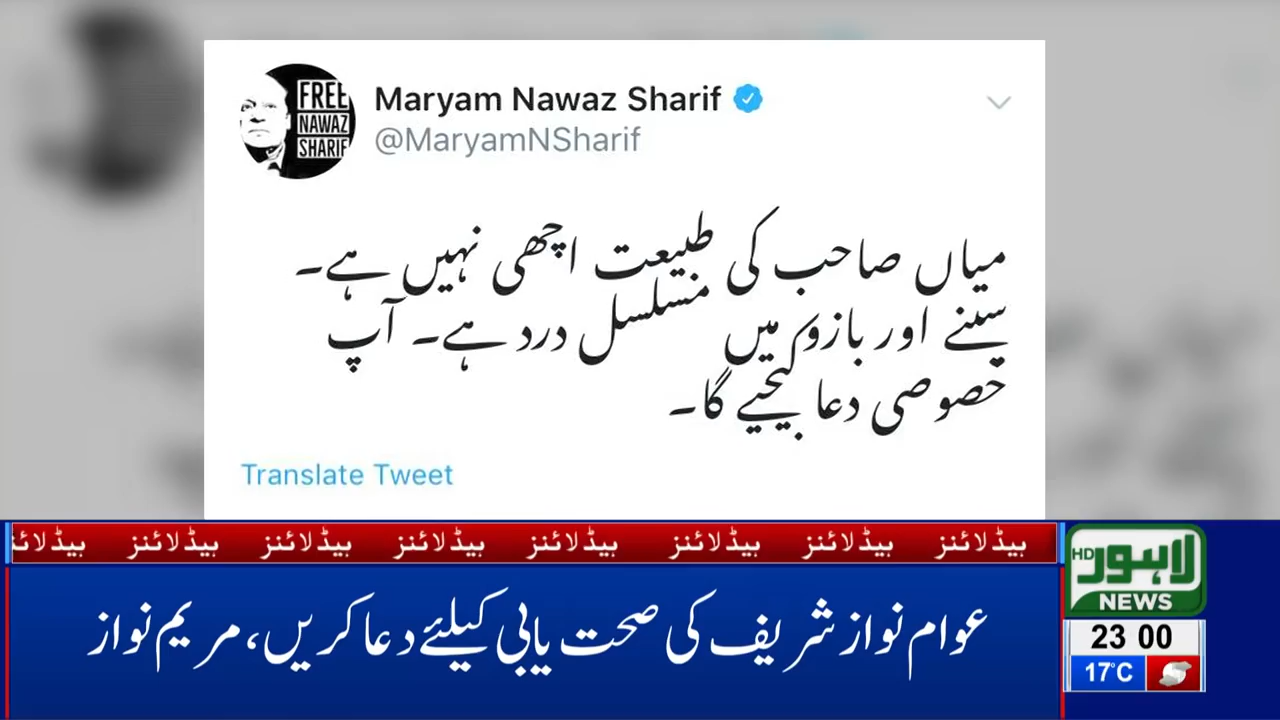 FREE
NAWAZ
SHARIF
Maryam Nawaz Sharif
@MaryamNSharif
میاں صاحب کی طبیعت اچھی نہیں ہے۔
سینے اور بازو میں مسلسل درد ہے۔ آپ
خصوصی دعا کیجیے گا۔
Translate Tweet
ہیڈلائنز ہیڈلائنز ہیڈلائنز ہیڈلائنز ہیڈلائنز ہیڈلائنز ہیڈلائنز ہیڈلائنز
عوام نواز شریف کی صحت یابی کیلئے دعا کریں، مریم نواز
لاہور HD
NEWS
23 00
17°C